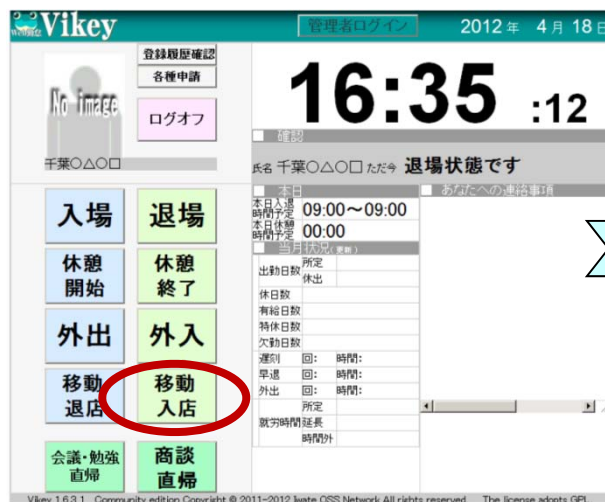 Vikey
管理者ログイン
2012 年 4 月 18 日
No image
登録履歴確認
各種申請
ログオフ
千葉○△○□
16:35 :12
確認
氏名 千葉○△○□ ただ今 退場状態です
入場
退場
休憩
開始
休憩
終了
外出
外入
移動
退店
移動
入店
会議・勉強
直帰
商談
直帰
本日
本日入退
時間予定 09:00～09:00
本日休憩
時間予定 00:00
当月状況(更新)
出勤日数 所定
休出
休日数
有給日数
特休日数
欠勤日数
遅刻 回: 時間:
早退 回: 時間:
外出 回: 時間:
就労時間 所定
延長
時間外
あなたへの連絡事項
Vikey 1.6.3.1 Community edition Copyright © 2011-2012 Iwate OSS Network All rights reserved. The license adopts GPL